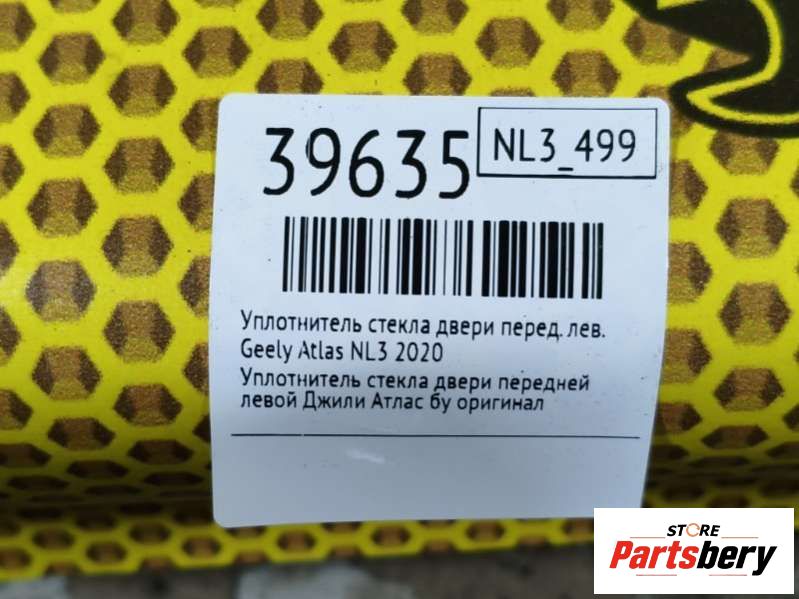 39635
NL3_499
Уплотнитель стекла двери перед. лев.
Geely Atlas NL3 2020
Уплотнитель стекла двери передней
левой Джили Атлас бу оригинал
STORE
Partsbery